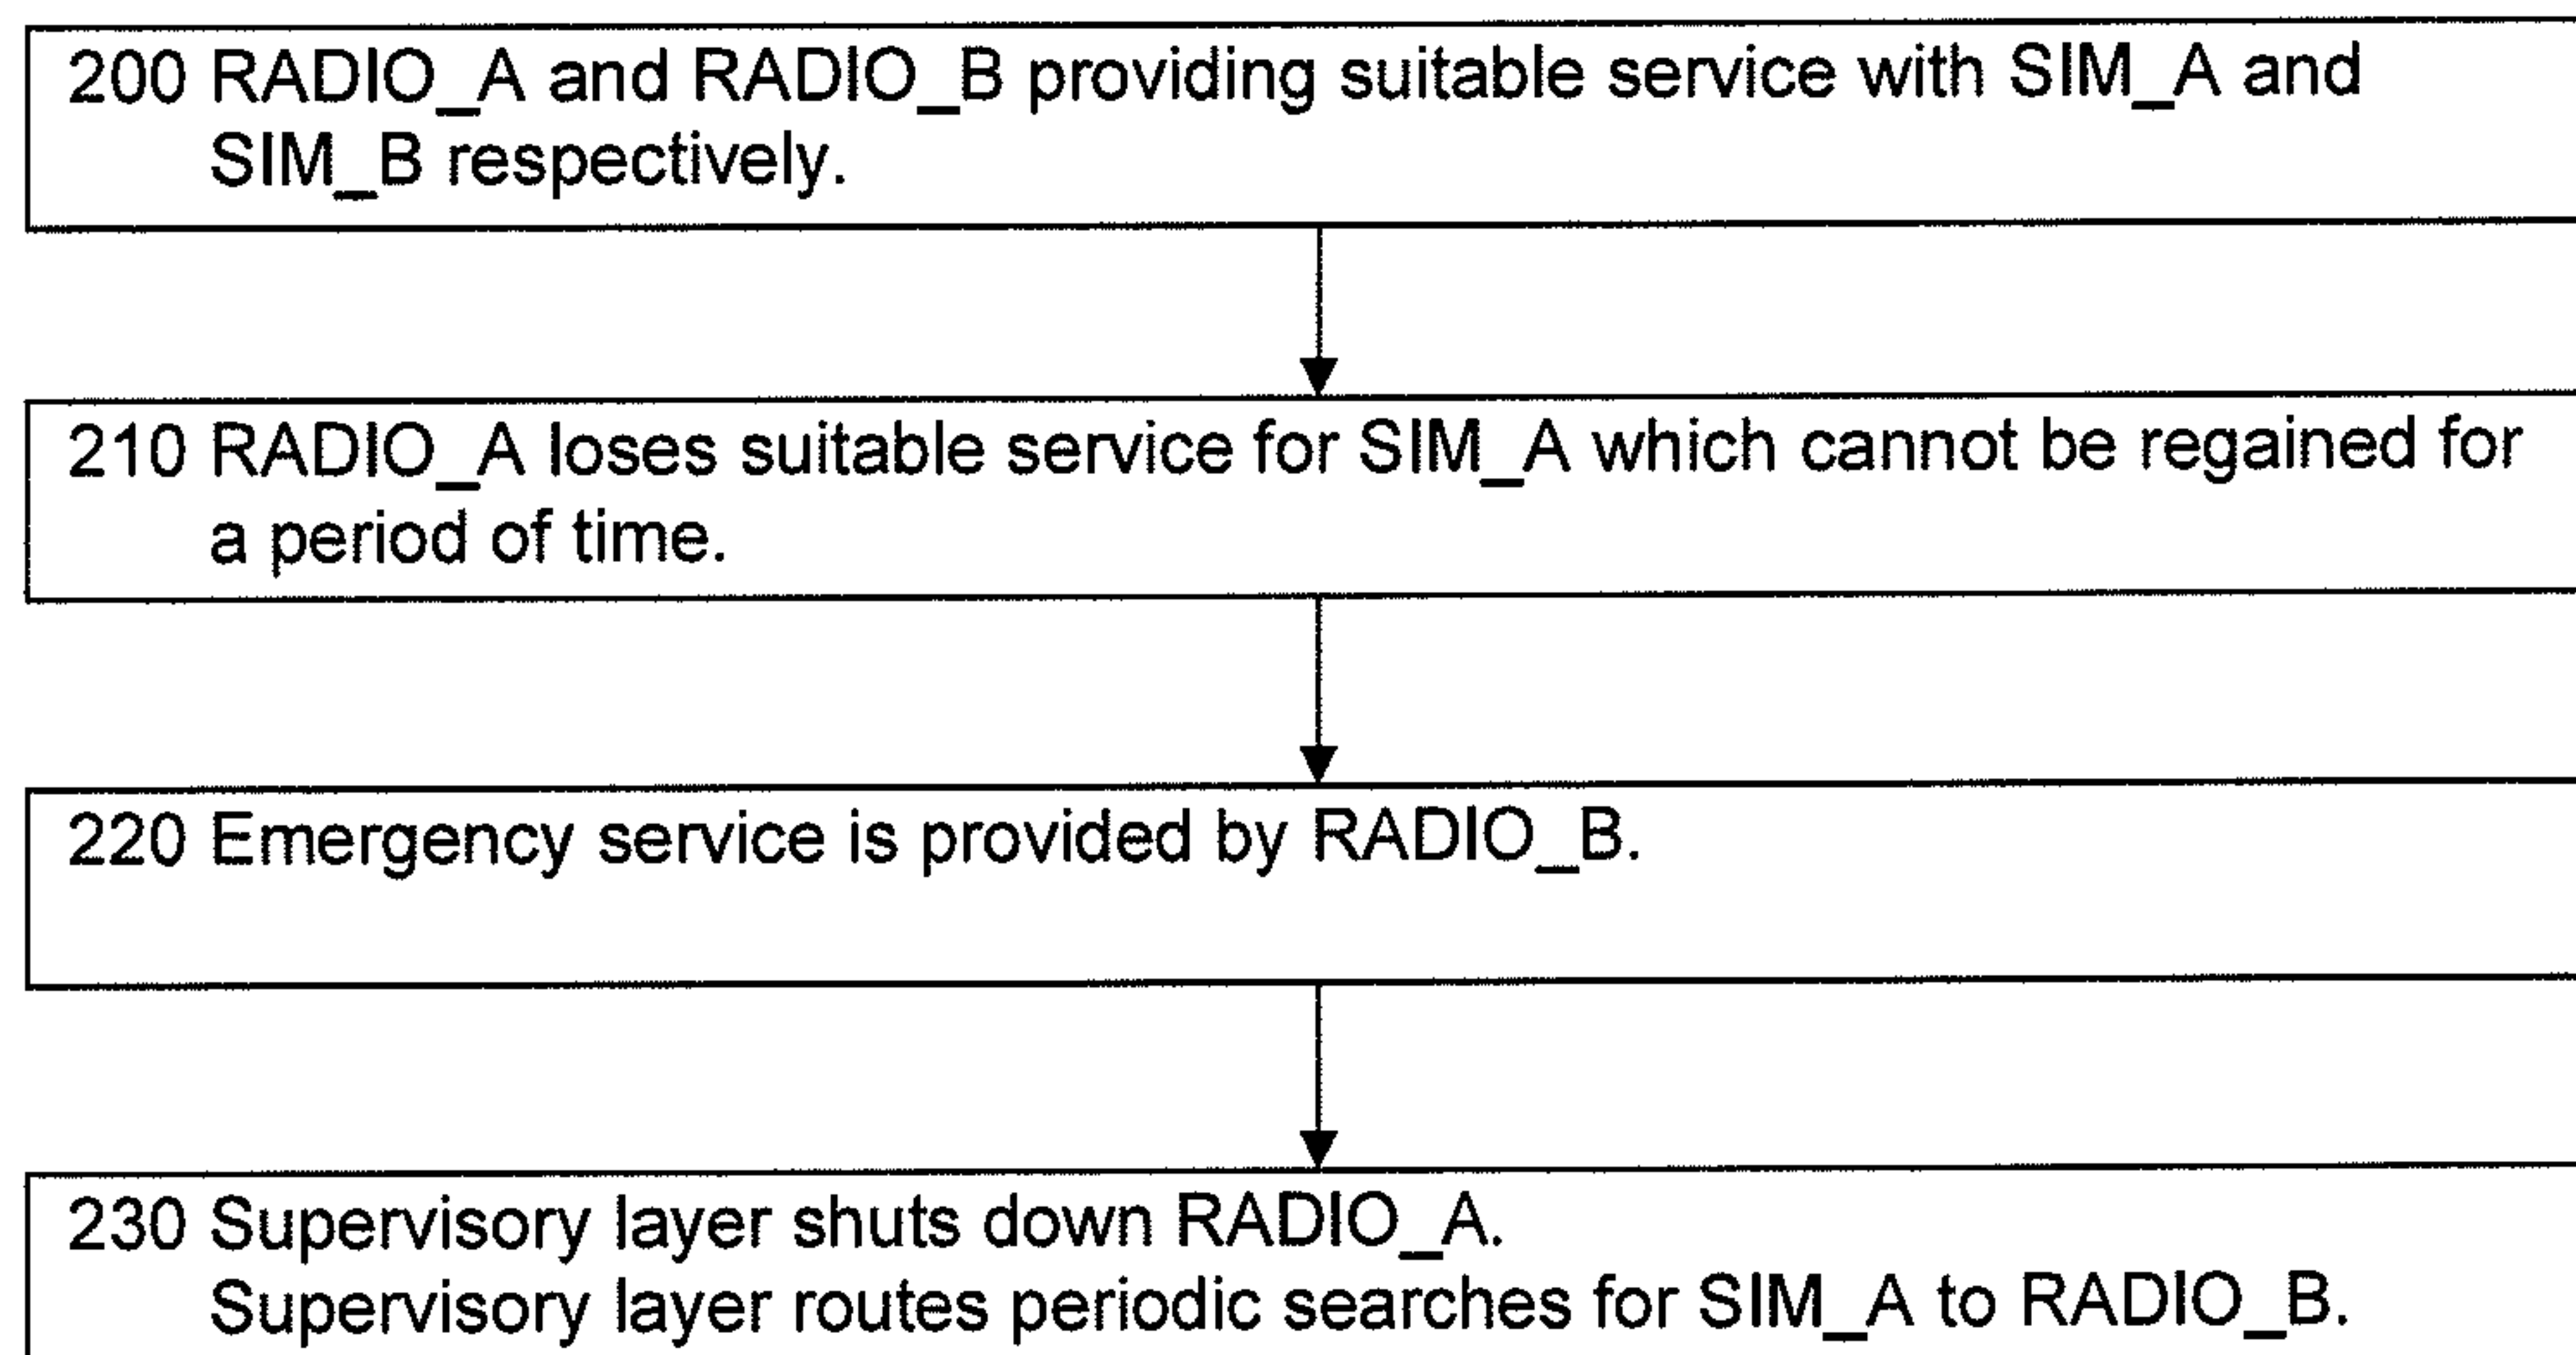 200 RADIO_A and RADIO_B providing suitable service with SIM_A and
SIM_B respectively.
210 RADIO_A loses suitable service for SIM_A which cannot be regained for
a period of time.
220 Emergency service is provided by RADIO_B.
230 Supervisory layer shuts down RADIO_A.
Supervisory layer routes periodic searches for SIM_A to RADIO_B.